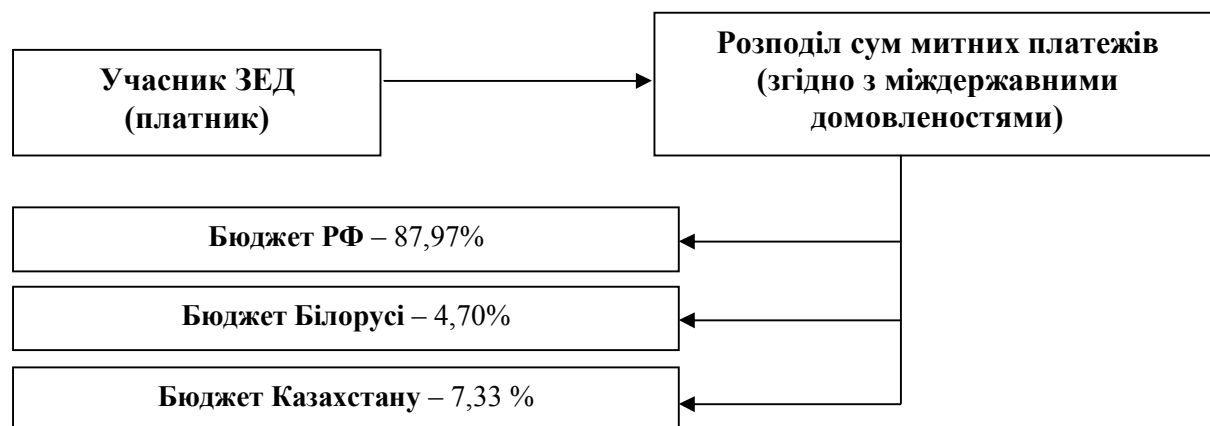 Учасник ЗЕД
(платник)
Розподіл сум митних платежів
(згідно з міждержавними
домовленостями)
Бюджет РФ – 87,97%
Бюджет Білорусі – 4,70%
Бюджет Казахстану – 7,33 %